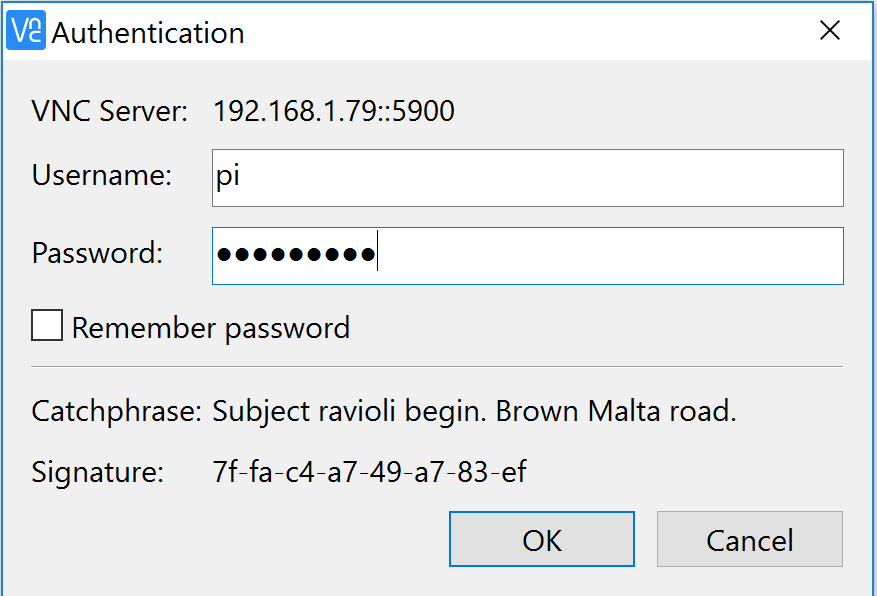 VNC Authentication
VNC Server: 192.168.1.79::5900
Username: pi
Password: ●●●●●●●●●
Remember password
Catchphrase: Subject ravioli begin. Brown Malta road.
Signature: 7f-fa-c4-a7-49-a7-83-ef
OK Cancel